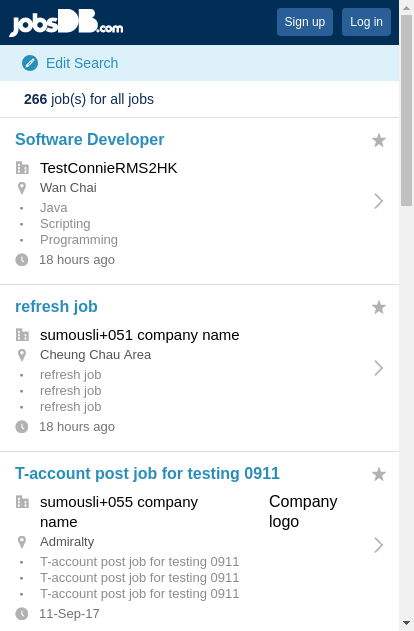 jobsDB.com
Sign up
Log in
Edit Search
266 job(s) for all jobs
Software Developer
TestConnieRMS2HK
Wan Chai
Java
Scripting
Programming
18 hours ago
refresh job
sumousli+051 company name
Cheung Chau Area
refresh job
refresh job
refresh job
18 hours ago
T-account post job for testing 0911
sumousli+055 company
name
Company
logo
Admiralty
T-account post job for testing 0911
T-account post job for testing 0911
T-account post job for testing 0911
11-Sep-17